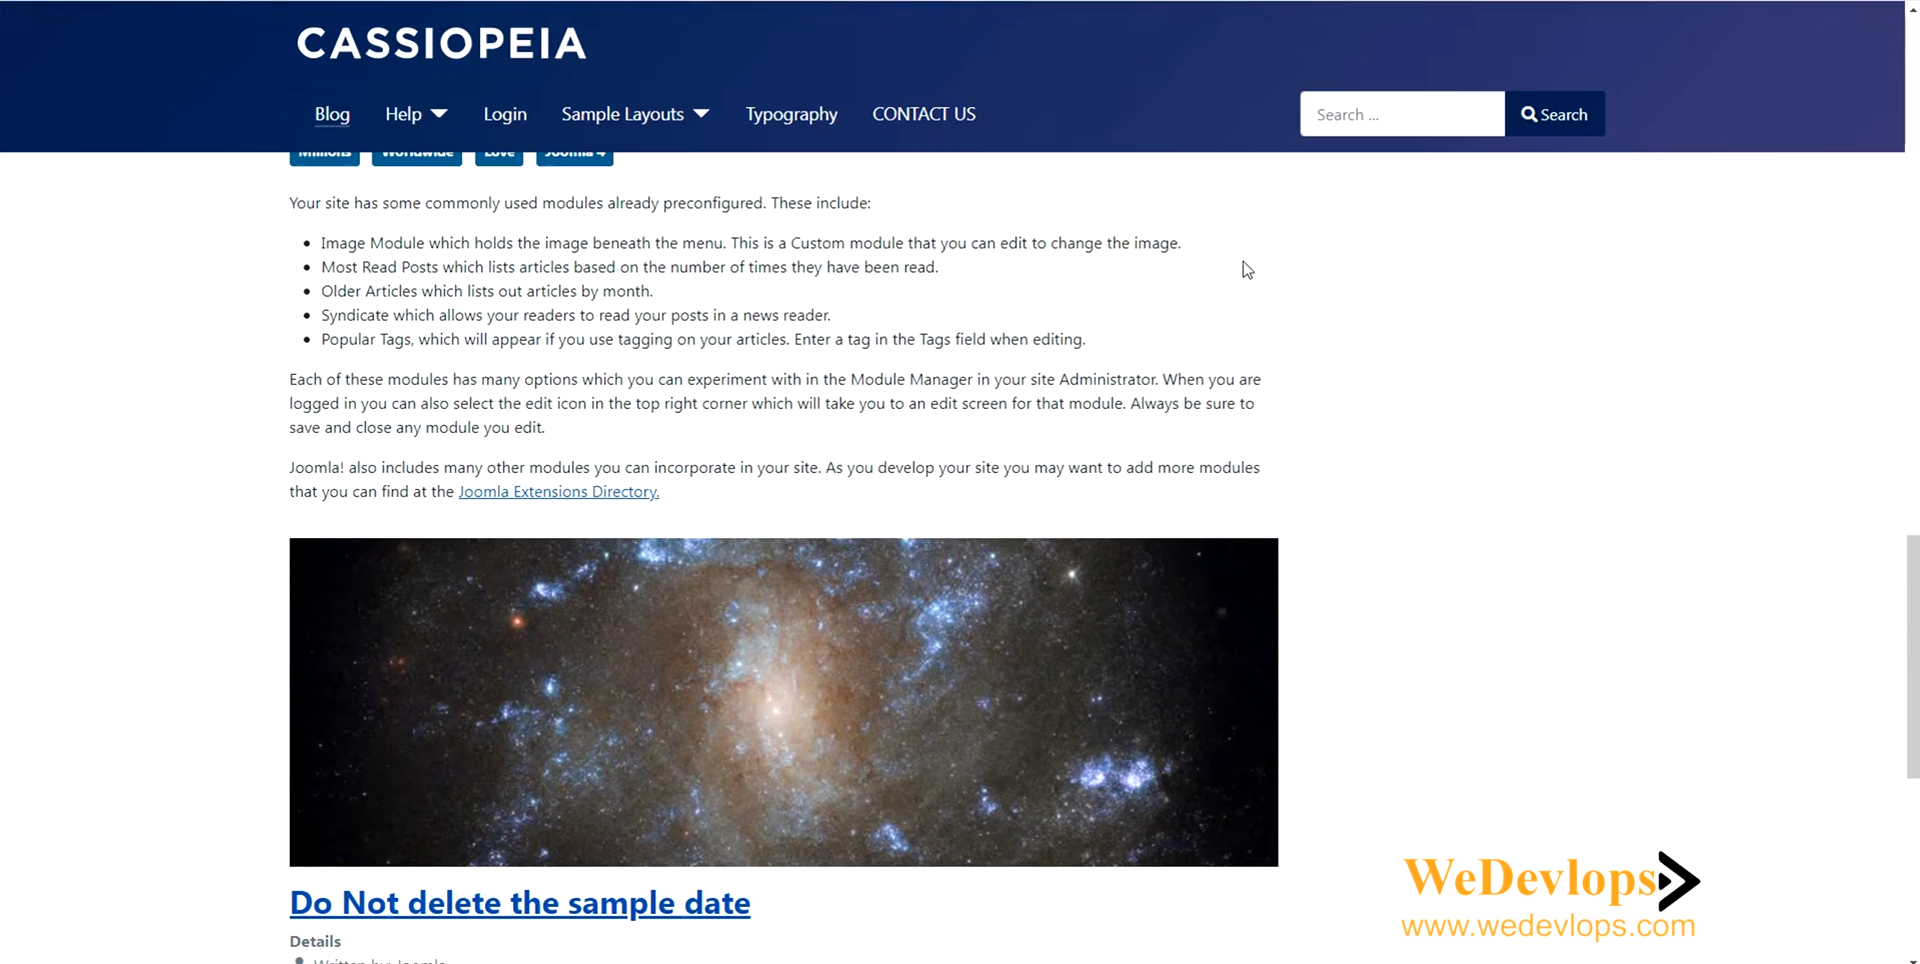 CASSIOPEIA
Blog Help Login Sample Layouts Typography CONTACT US Search ... Search
Millions Worldwide Love Joomla 4
Your site has some commonly used modules already preconfigured. These include:
Image Module which holds the image beneath the menu. This is a Custom module that you can edit to change the image.
Most Read Posts which lists articles based on the number of times they have been read.
Older Articles which lists out articles by month.
Syndicate which allows your readers to read your posts in a news reader.
Popular Tags, which will appear if you use tagging on your articles. Enter a tag in the Tags field when editing.
Each of these modules has many options which you can experiment with in the Module Manager in your site Administrator. When you are
logged in you can also select the edit icon in the top right corner which will take you to an edit screen for that module. Always be sure to
save and close any module you edit.
Joomla! also includes many other modules you can incorporate in your site. As you develop your site you may want to add more modules
that you can find at the Joomla Extensions Directory.
Do Not delete the sample date
Details
Written by: Joomla
WeDevlops
www.wedevlops.com